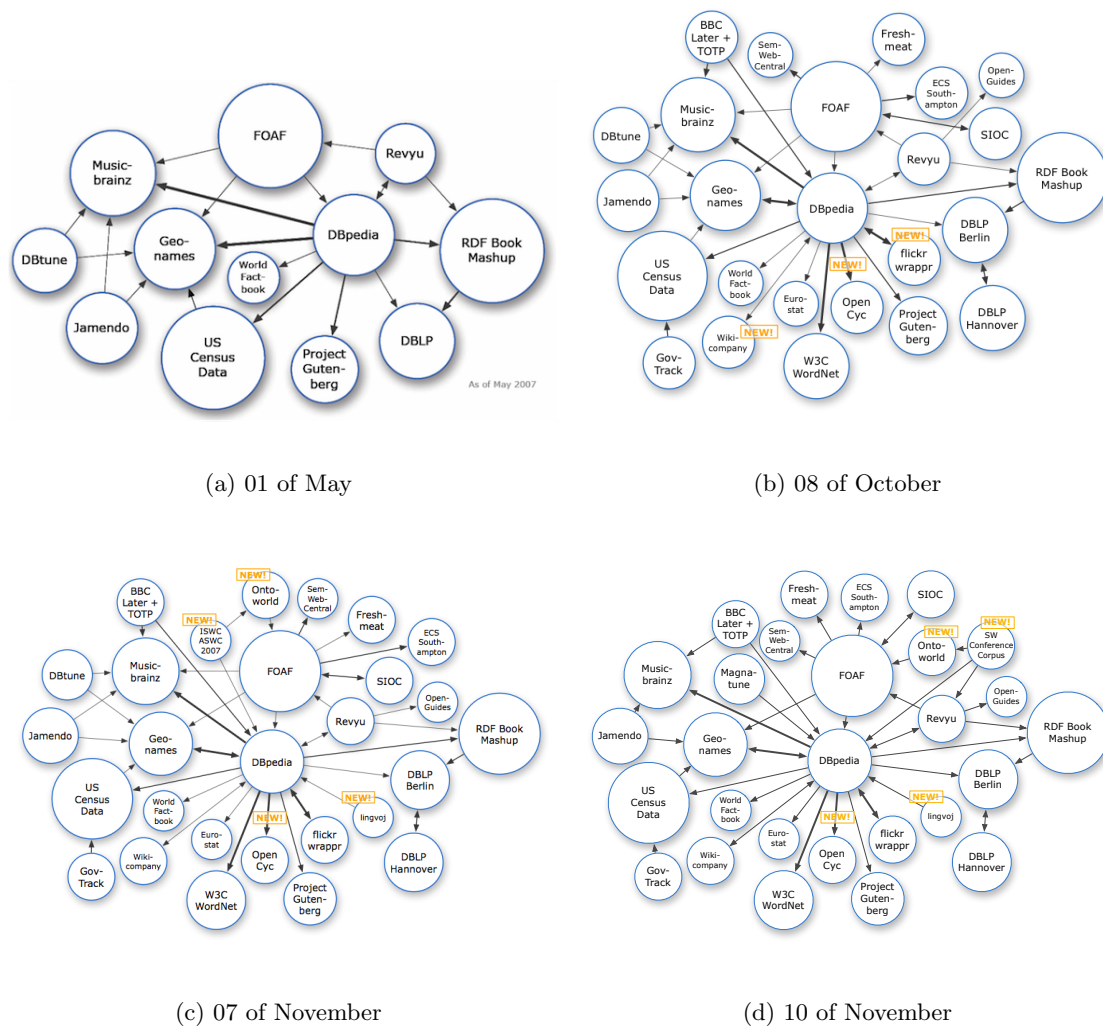 FOAF
Music-
brainz
Revyu
DBpedia
Geo-
names
DBtune
World
Fact-
book
RDF Book
Mashup
Jamendo
US
Census
Data
Project
Guten-
berg
DBLP
As of May 2007
(a) 01 of May
BBC
Later +
TOTP
Sem-
Web-
Central
Fresh-
meat
FOAF
ECS
South-
ampton
Open-
Guides
Music-
brainz
SIOC
DBtune
Revyu
RDF Book
Mashup
Jamendo
Geo-
names
DBpedia
DBLP
Berlin
NEW!
flickr
wrappr
US
Census
Data
World
Fact-
book
Euro-
stat
NEW!
Open
Cyc
Project
Guten-
berg
DBLP
Hannover
Wiki-
company
NEW!
W3C
WordNet
Gov-
Track
(b) 08 of October
BBC
Later +
TOTP
NEW!
ISWC
ASWC
2007
NEW!
Onto-
world
Sem-
Web-
Central
Fresh-
meat
ECS
South-
ampton
DBtune
Music-
brainz
FOAF
SIOC
Open-
Guides
Jamendo
Geo-
names
Revyu
RDF Book
Mashup
DBpedia
DBLP
Berlin
US
Census
Data
World
Fact-
book
Euro-
stat
NEW!
Open
Cyc
flickr
wrappr
NEW!
lingvoj
DBLP
Hannover
Gov-
Track
Wiki-
company
W3C
WordNet
Project
Guten-
berg
(c) 07 of November
Fresh-
meat
ECS
South-
ampton
SIOC
BBC
Later +
TOTP
Sem-
Web-
Central
NEW!
Onto-
world
NEW!
SW
Conference
Corpus
Music-
brainz
Magna-
tune
FOAF
Open-
Guides
Revyu
RDF Book
Mashup
Jamendo
Geo-
names
DBpedia
DBLP
Berlin
US
Census
Data
World
Fact-
book
Euro-
stat
NEW!
Open
Cyc
flickr
wrappr
NEW!
lingvoj
DBLP
Hannover
Gov-
Track
Wiki-
company
W3C
WordNet
Project
Guten-
berg
(d) 10 of November